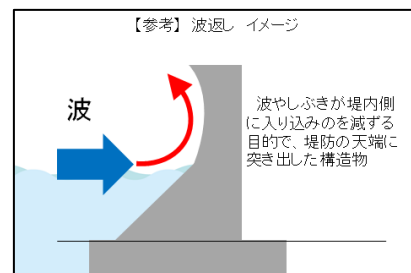 【参考】 波返し イメージ
波
波やしぶきが堤内側
に入り込みのを減ずる
目的で、堤防の天端に
突き出した構造物